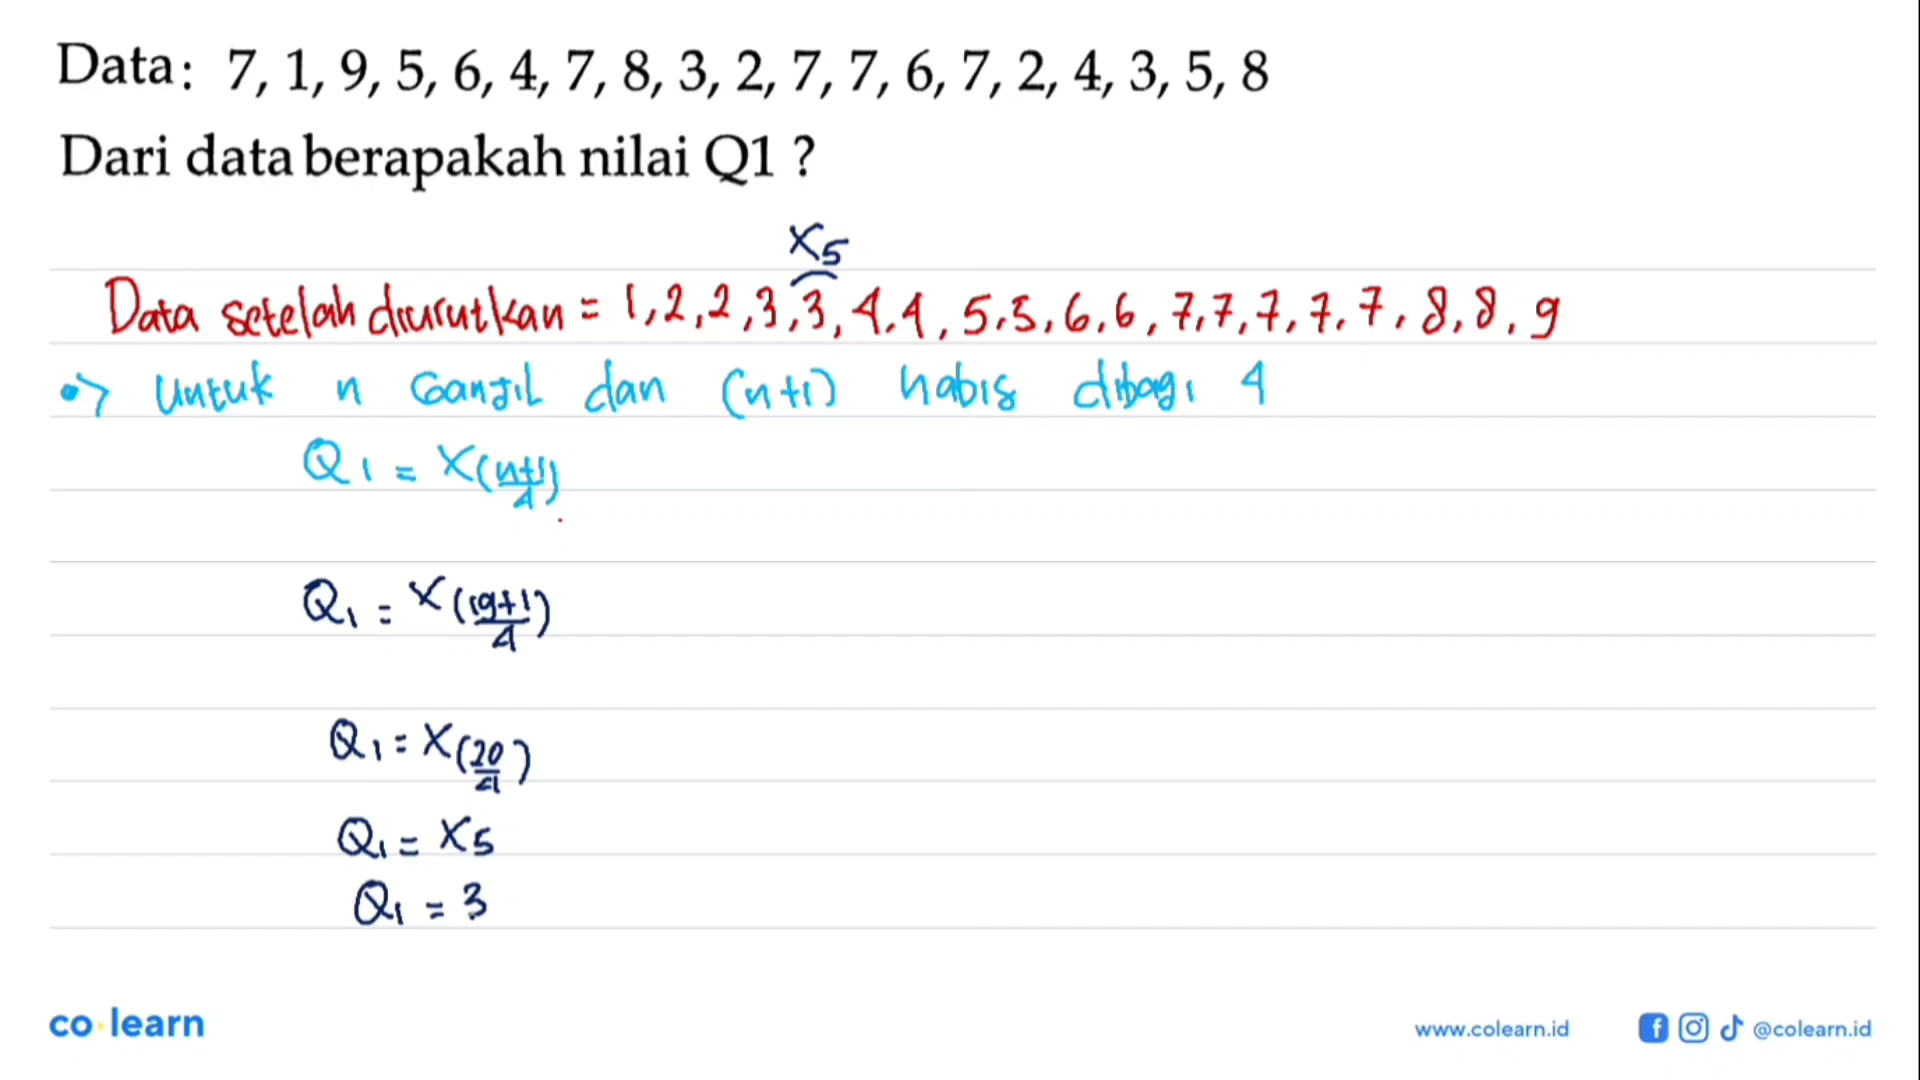 Data: 7, 1, 9, 5, 6, 4, 7, 8, 3, 2, 7, 7, 6, 7, 2, 4, 3, 5, 8
Dari data berapakah nilai Q1 ?
x5
Data setelah diurutkan = 1, 2, 2, 3, 3, 4, 4, 5, 5, 6, 6, 7, 7, 7, 7, 7, 8, 8, 9
•> Untuk n Ganjil dan (n+1) habis dibagi 4
Q1 = x((n+1)/4)
Q1 = x((19+1)/4)
Q1 = x(20/4)
Q1 = x5
Q1 = 3
co learn
www.colearn.id @colearn.id